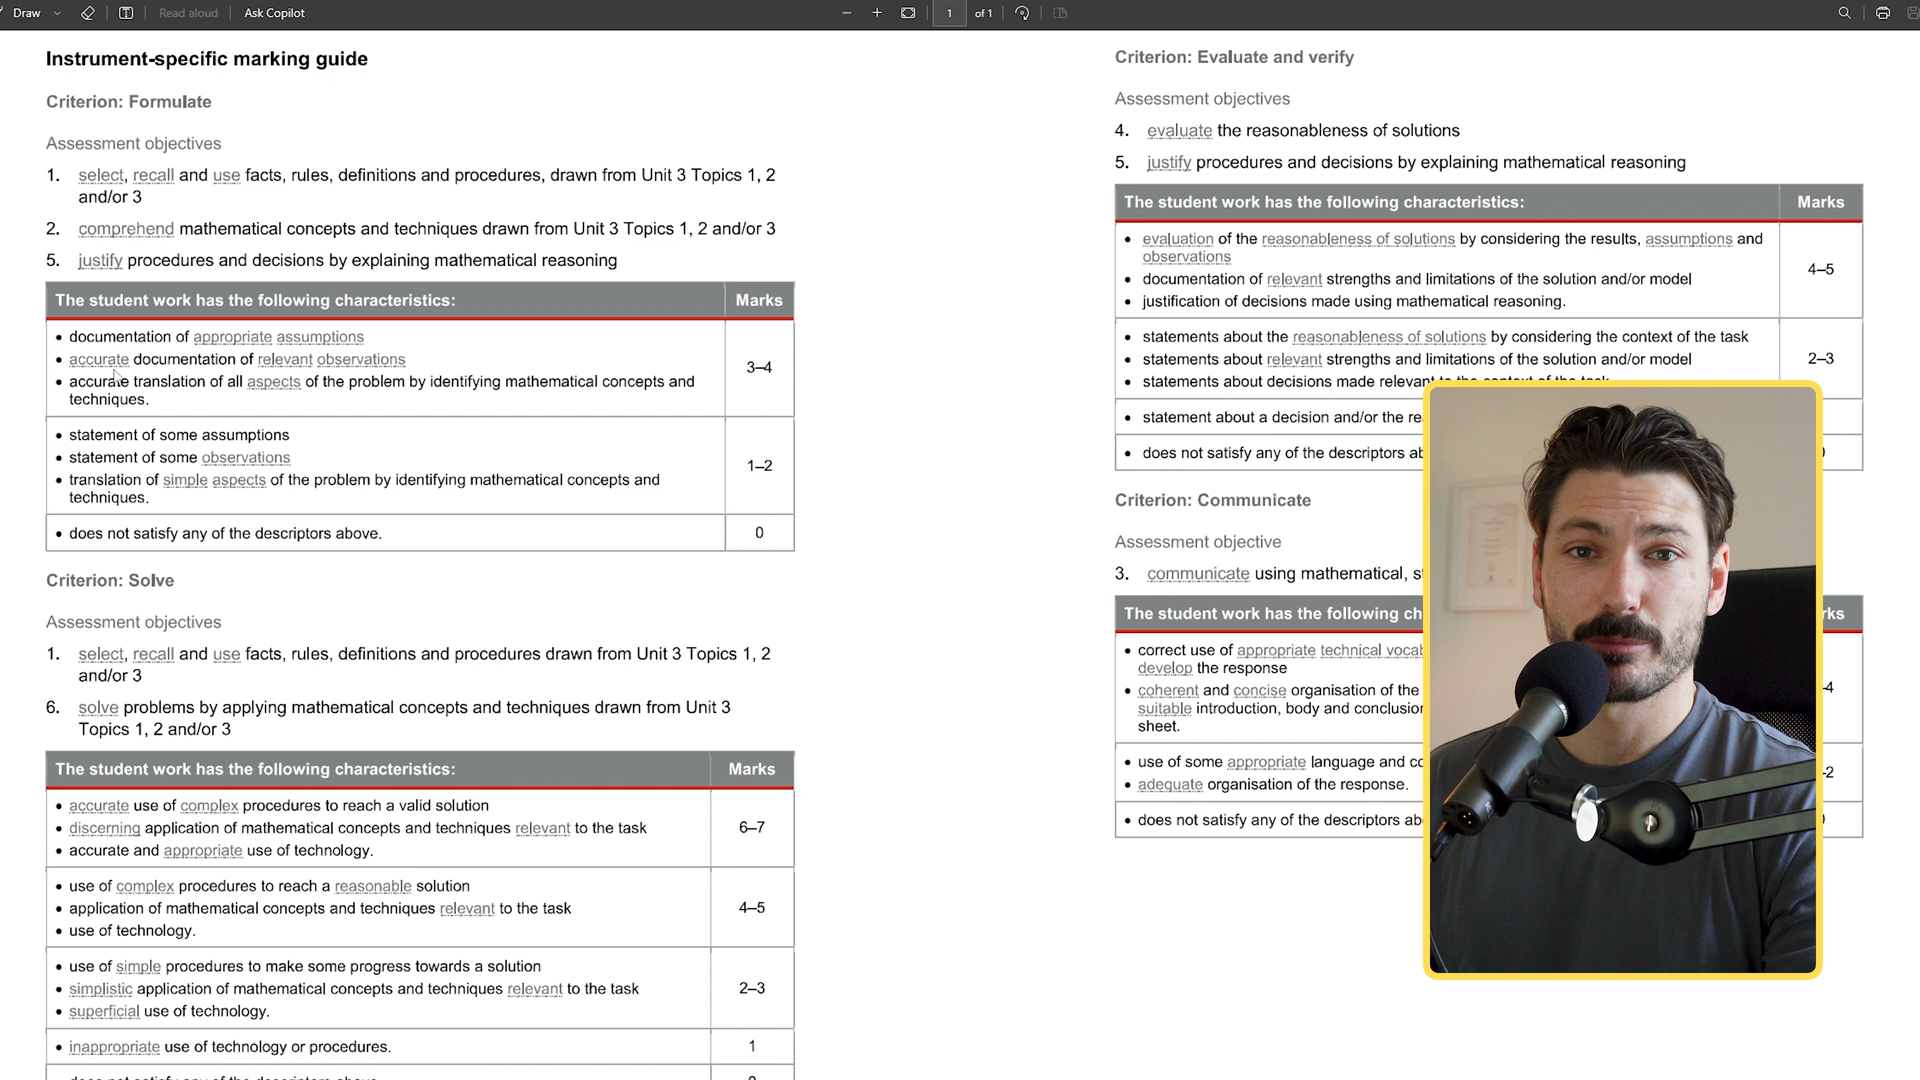 Draw
Read aloud
Ask Copilot
1
of 1
Instrument-specific marking guide
Criterion: Formulate
Assessment objectives
1. select, recall and use facts, rules, definitions and procedures, drawn from Unit 3 Topics 1, 2
and/or 3
2. comprehend mathematical concepts and techniques drawn from Unit 3 Topics 1, 2 and/or 3
5. justify procedures and decisions by explaining mathematical reasoning
The student work has the following characteristics: Marks
• documentation of appropriate assumptions
• accurate documentation of relevant observations
• accurate translation of all aspects of the problem by identifying mathematical concepts and
techniques.
3–4
• statement of some assumptions
• statement of some observations
• translation of simple aspects of the problem by identifying mathematical concepts and
techniques.
1–2
• does not satisfy any of the descriptors above. 0
Criterion: Solve
Assessment objectives
1. select, recall and use facts, rules, definitions and procedures drawn from Unit 3 Topics 1, 2
and/or 3
6. solve problems by applying mathematical concepts and techniques drawn from Unit 3
Topics 1, 2 and/or 3
The student work has the following characteristics: Marks
• accurate use of complex procedures to reach a valid solution
• discerning application of mathematical concepts and techniques relevant to the task
• accurate and appropriate use of technology.
6–7
• use of complex procedures to reach a reasonable solution
• application of mathematical concepts and techniques relevant to the task
• use of technology.
4–5
• use of simple procedures to make some progress towards a solution
• simplistic application of mathematical concepts and techniques relevant to the task
• superficial use of technology.
2–3
• inappropriate use of technology or procedures. 1
Criterion: Evaluate and verify
Assessment objectives
4. evaluate the reasonableness of solutions
5. justify procedures and decisions by explaining mathematical reasoning
The student work has the following characteristics: Marks
• evaluation of the reasonableness of solutions by considering the results, assumptions and
observations
• documentation of relevant strengths and limitations of the solution and/or model
• justification of decisions made using mathematical reasoning.
4–5
• statements about the reasonableness of solutions by considering the context of the task
• statements about relevant strengths and limitations of the solution and/or model
• statements about decisions made relevant to the context of the task
2–3
• statement about a decision and/or the
• does not satisfy any of the descriptors
Criterion: Communicate
Assessment objective
3. communicate using mathematical,
The student work has the following
• correct use of appropriate technical
develop the response
• coherent and concise organisation of the
suitable introduction, body and
sheet.
• use of some appropriate language and
• adequate organisation of the response.
• does not satisfy any of the descriptors